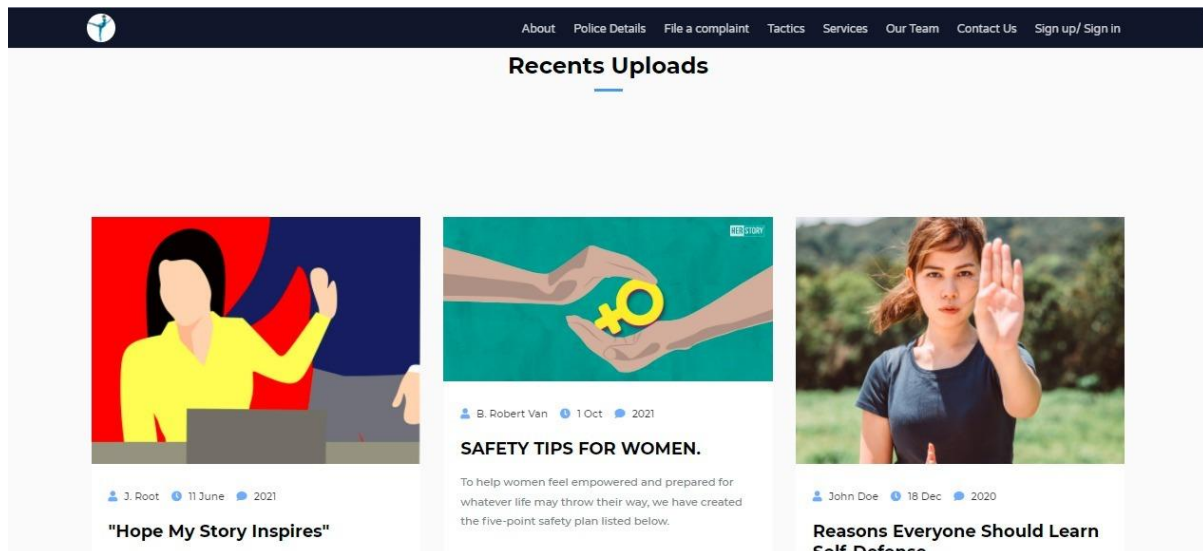 About Police Details File a complaint Tactics Services Our Team Contact Us Sign up/ Sign in
Recents Uploads
HER STORY
J. Root 11 June 2021
"Hope My Story Inspires"
B. Robert Van 1 Oct 2021
SAFETY TIPS FOR WOMEN.
To help women feel empowered and prepared for
whatever life may throw their way, we have created
the five-point safety plan listed below.
John Doe 18 Dec 2020
Reasons Everyone Should Learn
Self-Defense